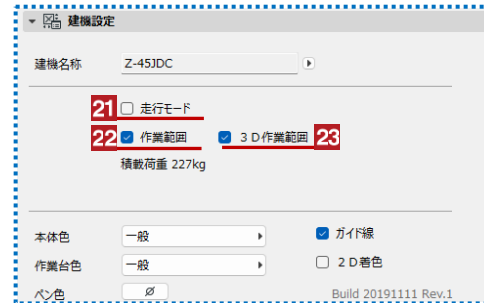 建機設定
建機名称 Z-45JDC
21 走行モード
22 作業範囲 3D作業範囲 23
積載荷重 227kg
本体色 一般 ガイド線
作業台色 一般 2D着色
ペン色 Ø Build 20191111 Rev.1